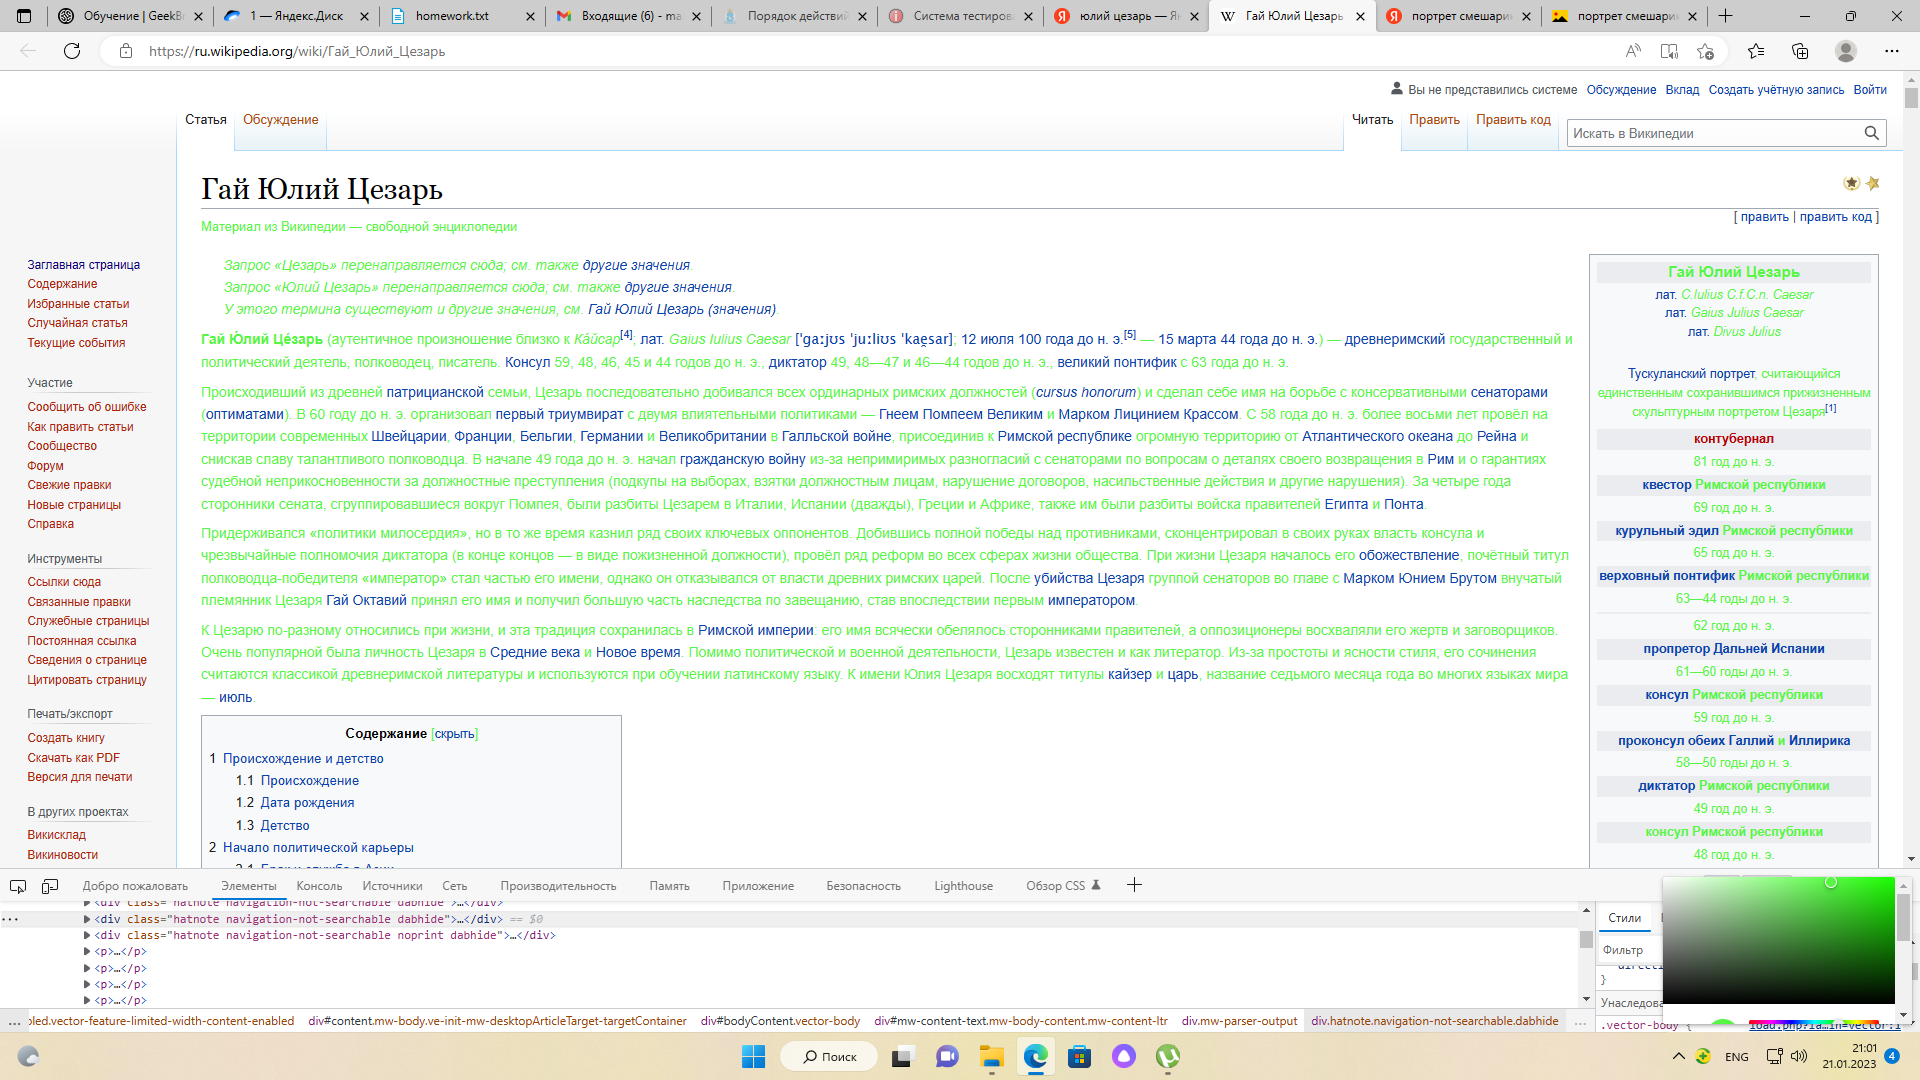 Обучение | GeekBr
1 — Яндекс.Диск
homework.txt
Входящие (6) - ma
Порядок действий
Система тестирова
юлий цезарь — Ян
Гай Юлий Цезарь
портрет смешарик
портрет смешарик
https://ru.wikipedia.org/wiki/Гай_Юлий_Цезарь
Вы не представились системе Обсуждение Вклад Создать учётную запись Войти
Статья Обсуждение Читать Править Править код Искать в Википедии
Гай Юлий Цезарь
[ править | править код ]
Материал из Википедии — свободной энциклопедии
Запрос «Цезарь» перенаправляется сюда; см. также другие значения.
Запрос «Юлий Цезарь» перенаправляется сюда; см. также другие значения.
У этого термина существуют и другие значения, см. Гай Юлий Цезарь (значения).
Гай Ю́лий Це́зарь (аутентичное произношение близко к Ка́йсар[4]; лат. Gaius Iulius Caesar [ˈgaːjʊs ˈjuːliʊs ˈkae̯sar]; 12 июля 100 года до н. э.[5] — 15 марта 44 года до н. э.) — древнеримский государственный и
политический деятель, полководец, писатель. Консул 59, 48, 46, 45 и 44 годов до н. э., диктатор 49, 48—47 и 46—44 годов до н. э., великий понтифик с 63 года до н. э.
Происходивший из древней патрицианской семьи, Цезарь последовательно добивался всех ординарных римских должностей (cursus honorum) и сделал себе имя на борьбе с консервативными сенаторами
(оптиматами). В 60 году до н. э. организовал первый триумвират с двумя влиятельными политиками — Гнеем Помпеем Великим и Марком Лицинием Крассом. С 58 года до н. э. более восьми лет провёл на
территории современных Швейцарии, Франции, Бельгии, Германии и Великобритании в Галльской войне, присоединив к Римской республике огромную территорию от Атлантического океана до Рейна и
снискав славу талантливого полководца. В начале 49 года до н. э. начал гражданскую войну из-за непримиримых разногласий с сенаторами по вопросам о деталях своего возвращения в Рим и о гарантиях
судебной неприкосновенности за должностные преступления (подкупы на выборах, взятки должностным лицам, нарушение договоров, насильственные действия и другие нарушения). За четыре года
сторонники сената, сгруппировавшиеся вокруг Помпея, были разбиты Цезарем в Италии, Испании (дважды), Греции и Африке, также им были разбиты войска правителей Египта и Понта.
Придерживался «политики милосердия», но в то же время казнил ряд своих ключевых оппонентов. Добившись полной победы над противниками, сконцентрировал в своих руках власть консула и
чрезвычайные полномочия диктатора (в конце концов — в виде пожизненной должности), провёл ряд реформ во всех сферах жизни общества. При жизни Цезаря началось его обожествление, почётный титул
полководца-победителя «император» стал частью его имени, однако он отказывался от власти древних римских царей. После убийства Цезаря группой сенаторов во главе с Марком Юнием Брутом внучатый
племянник Цезаря Гай Октавий принял его имя и получил большую часть наследства по завещанию, став впоследствии первым императором.
К Цезарю по-разному относились при жизни, и эта традиция сохранилась в Римской империи: его имя всячески обелялось сторонниками правителей, а оппозиционеры восхваляли его жертв и заговорщиков.
Очень популярной была личность Цезаря в Средние века и Новое время. Помимо политической и военной деятельности, Цезарь известен и как литератор. Из-за простоты и ясности стиля, его сочинения
считаются классикой древнеримской литературы и используются при обучении латинскому языку. К имени Юлия Цезаря восходят титулы кайзер и царь, название седьмого месяца года во многих языках мира
— июль.
Содержание [скрыть]
1 Происхождение и детство
1.1 Происхождение
1.2 Дата рождения
1.3 Детство
2 Начало политической карьеры
2.1 Брак и служба в Азии
Заглавная страница
Содержание
Избранные статьи
Случайная статья
Текущие события
Участие
Сообщить об ошибке
Как править статьи
Сообщество
Форум
Свежие правки
Новые страницы
Справка
Инструменты
Ссылки сюда
Связанные правки
Служебные страницы
Постоянная ссылка
Сведения о странице
Цитировать страницу
Печать/экспорт
Создать книгу
Скачать как PDF
Версия для печати
В других проектах
Викисклад
Викиновости
Гай Юлий Цезарь
лат. C.Iulius C.f.C.n. Caesar
лат. Gaius Julius Caesar
лат. Divus Julius
Тускуланский портрет, считающийся
единственным сохранившимся прижизненным
скульптурным портретом Цезаря[1]
контубернал
81 год до н. э.
квестор Римской республики
69 год до н. э.
курульный эдил Римской республики
65 год до н. э.
верховный понтифик Римской республики
63—44 годы до н. э.
62 год до н. э.
пропретор Дальней Испании
61—60 годы до н. э.
консул Римской республики
59 год до н. э.
проконсул обеих Галлий и Иллирика
58—50 годы до н. э.
диктатор Римской республики
49 год до н. э.
консул Римской республики
48 год до н. э.
Добро пожаловать Элементы Консоль Источники Сеть Производительность Память Приложение Безопасность Lighthouse Обзор CSS
<div class="hatnote navigation-not-searchable dabhide">…</div>
<div class="hatnote navigation-not-searchable dabhide">…</div> == $0
<div class="hatnote navigation-not-searchable noprint dabhide">…</div>
<p>…</p>
<p>…</p>
<p>…</p>
<p>…</p>
... bled.vector-feature-limited-width-content-enabled div#content.mw-body.ve-init-mw-desktopArticleTarget-targetContainer div#bodyContent.vector-body div#mw-content-text.mw-body-content.mw-content-ltr div.mw-parser-output div.hatnote.navigation-not-searchable.dabhide ...
Стили
Фильтр
}
Унаследова
.vector-body {
Поиск
ENG
21:01
21.01.2023
4